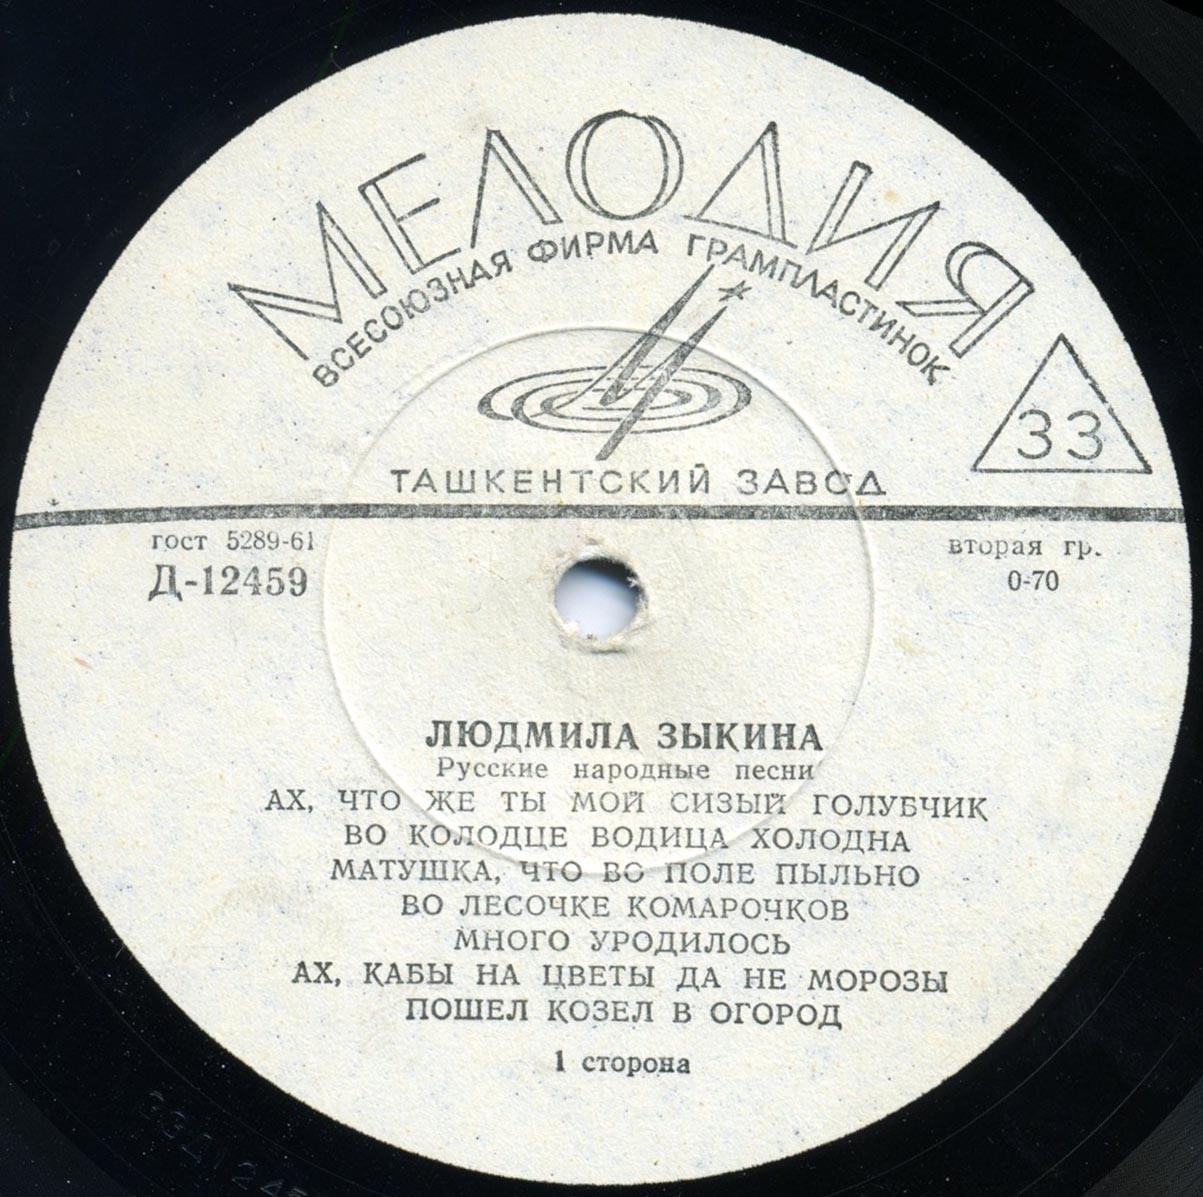 МЕЛОДИЯ
ВСЕСОЮЗНАЯ ФИРМА ГРАМПЛАСТИНОК
33
ТАШКЕНТСКИЙ ЗАВОД
гост 5289-61
вторая гр.
Д-12459
0-70
ЛЮДМИЛА ЗЫКИНА
Русские народные песни
АХ, ЧТО ЖЕ ТЫ МОЙ СИЗЫЙ ГОЛУБЧИК
ВО КОЛОДЦЕ ВОДИЦА ХОЛОДНА
МАТУШКА, ЧТО ВО ПОЛЕ ПЫЛЬНО
ВО ЛЕСОЧКЕ КОМАРОЧКОВ
МНОГО УРОДИЛОСЬ
АХ, КАБЫ НА ЦВЕТЫ ДА НЕ МОРОЗЫ
ПОШЕЛ КОЗЕЛ В ОГОРОД
1 сторона